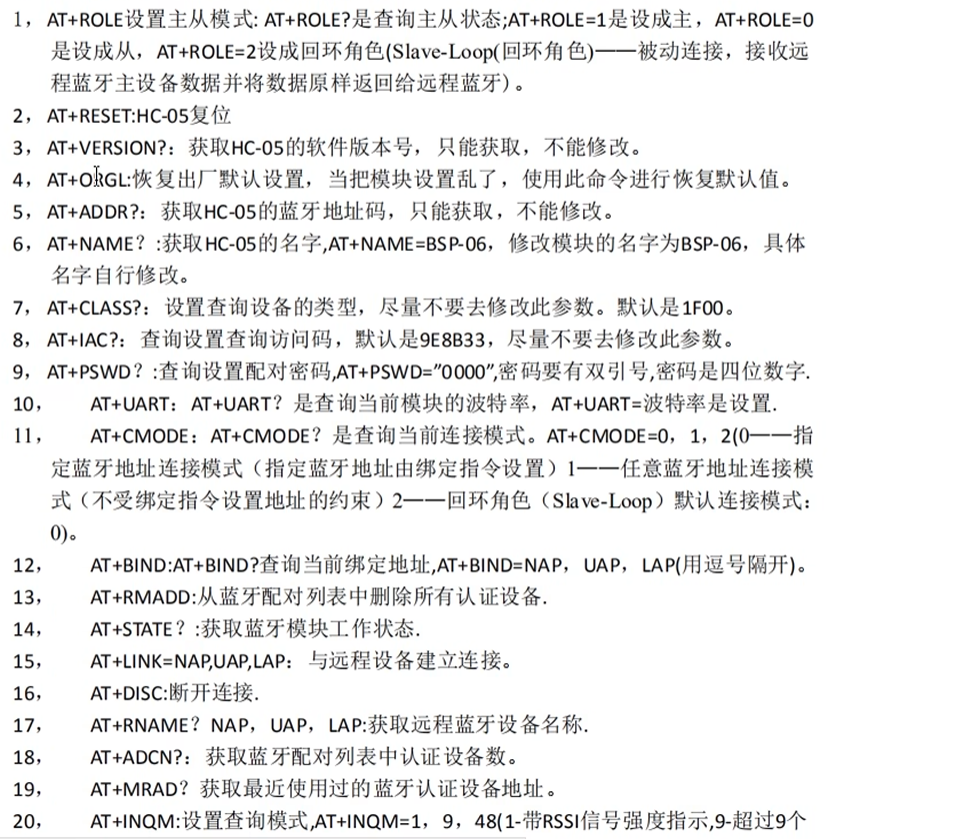 1，AT+ROLE设置主从模式: AT+ROLE?是查询主从状态;AT+ROLE=1是设成主，AT+ROLE=0
是设成从，AT+ROLE=2设成回环角色(Slave-Loop(回环角色)——被动连接，接收远
程蓝牙主设备数据并将数据原样返回给远程蓝牙)。
2，AT+RESET:HC-05复位
3，AT+VERSION?：获取HC-05的软件版本号，只能获取，不能修改。
4，AT+ORGL:恢复出厂默认设置，当把模块设置乱了，使用此命令进行恢复默认值。
5，AT+ADDR?：获取HC-05的蓝牙地址码，只能获取，不能修改。
6，AT+NAME？:获取HC-05的名字,AT+NAME=BSP-06，修改模块的名字为BSP-06，具体
名字自行修改。
7，AT+CLASS?：设置查询设备的类型，尽量不要去修改此参数。默认是1F00。
8，AT+IAC?：查询设置查询访问码，默认是9E8B33，尽量不要去修改此参数。
9，AT+PSWD？:查询设置配对密码,AT+PSWD=”0000”,密码要有双引号,密码是四位数字.
10，AT+UART：AT+UART？是查询当前模块的波特率，AT+UART=波特率是设置.
11，AT+CMODE：AT+CMODE？是查询当前连接模式。AT+CMODE=0，1，2(0——指
定蓝牙地址连接模式（指定蓝牙地址由绑定指令设置）1——任意蓝牙地址连接模
式（不受绑定指令设置地址的约束）2——回环角色（Slave-Loop）默认连接模式：
0)。
12，AT+BIND:AT+BIND?查询当前绑定地址,AT+BIND=NAP，UAP，LAP(用逗号隔开)。
13，AT+RMADD:从蓝牙配对列表中删除所有认证设备.
14，AT+STATE？:获取蓝牙模块工作状态.
15，AT+LINK=NAP,UAP,LAP：与远程设备建立连接。
16，AT+DISC:断开连接.
17，AT+RNAME？NAP，UAP，LAP:获取远程蓝牙设备名称.
18，AT+ADCN?：获取蓝牙配对列表中认证设备数。
19，AT+MRAD？获取最近使用过的蓝牙认证设备地址。
20，AT+INQM:设置查询模式,AT+INQM=1，9，48(1-带RSSI信号强度指示,9-超过9个